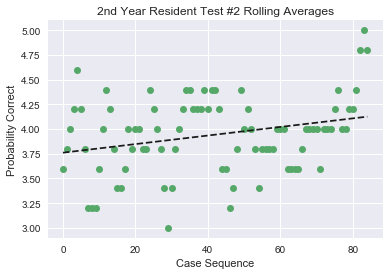 2nd Year Resident Test #2 Rolling Averages
Probability Correct
5.00
4.75
4.50
4.25
4.00
3.75
3.50
3.25
3.00
0 20 40 60 80
Case Sequence